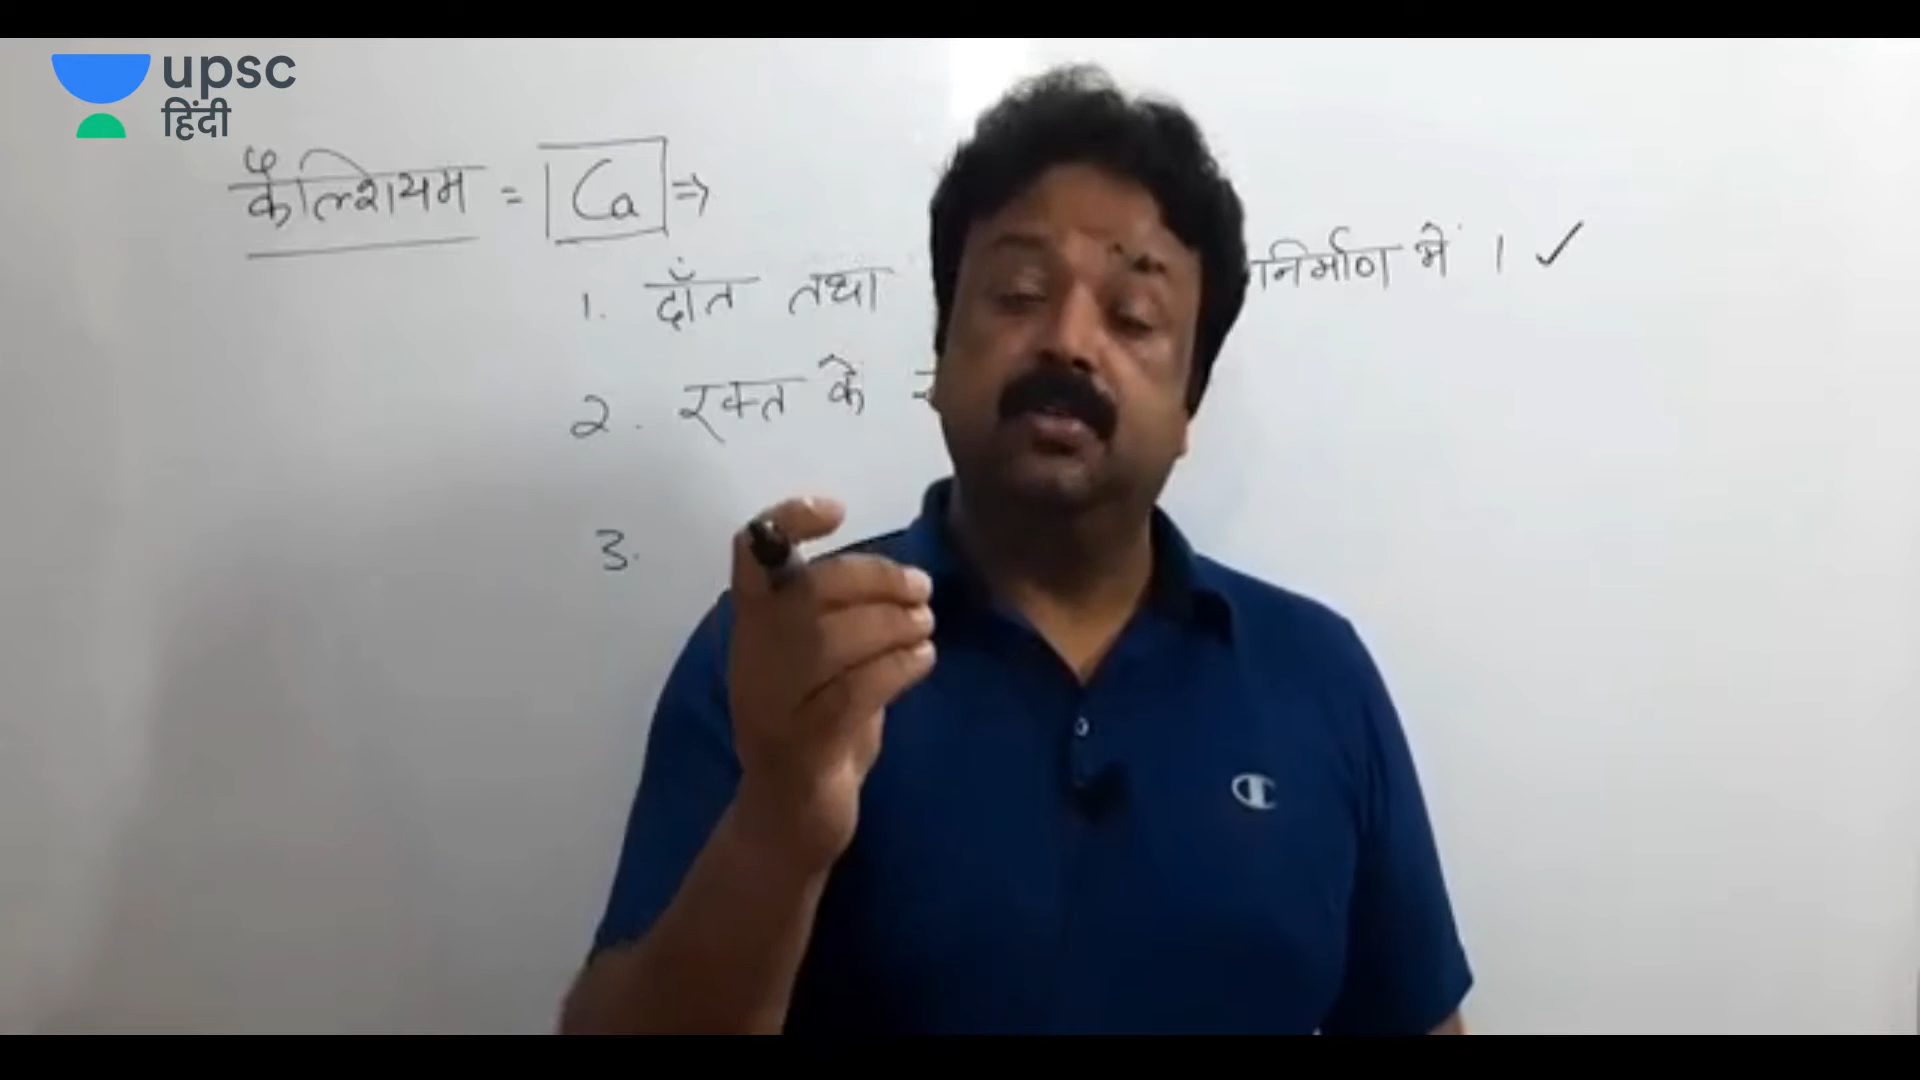 upsc
हिंदी
कैल्शियम = Ca ⇒
1. दाँत तथा निर्माण में । ✓
2. रक्त के
3.